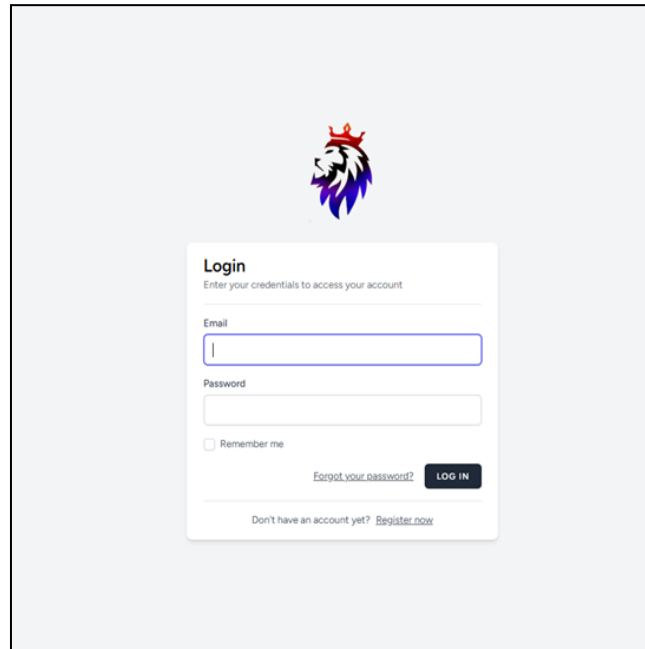 Login
Enter your credentials to access your account
Email
Password
Remember me
Forgot your password? LOG IN
Don't have an account yet? Register now